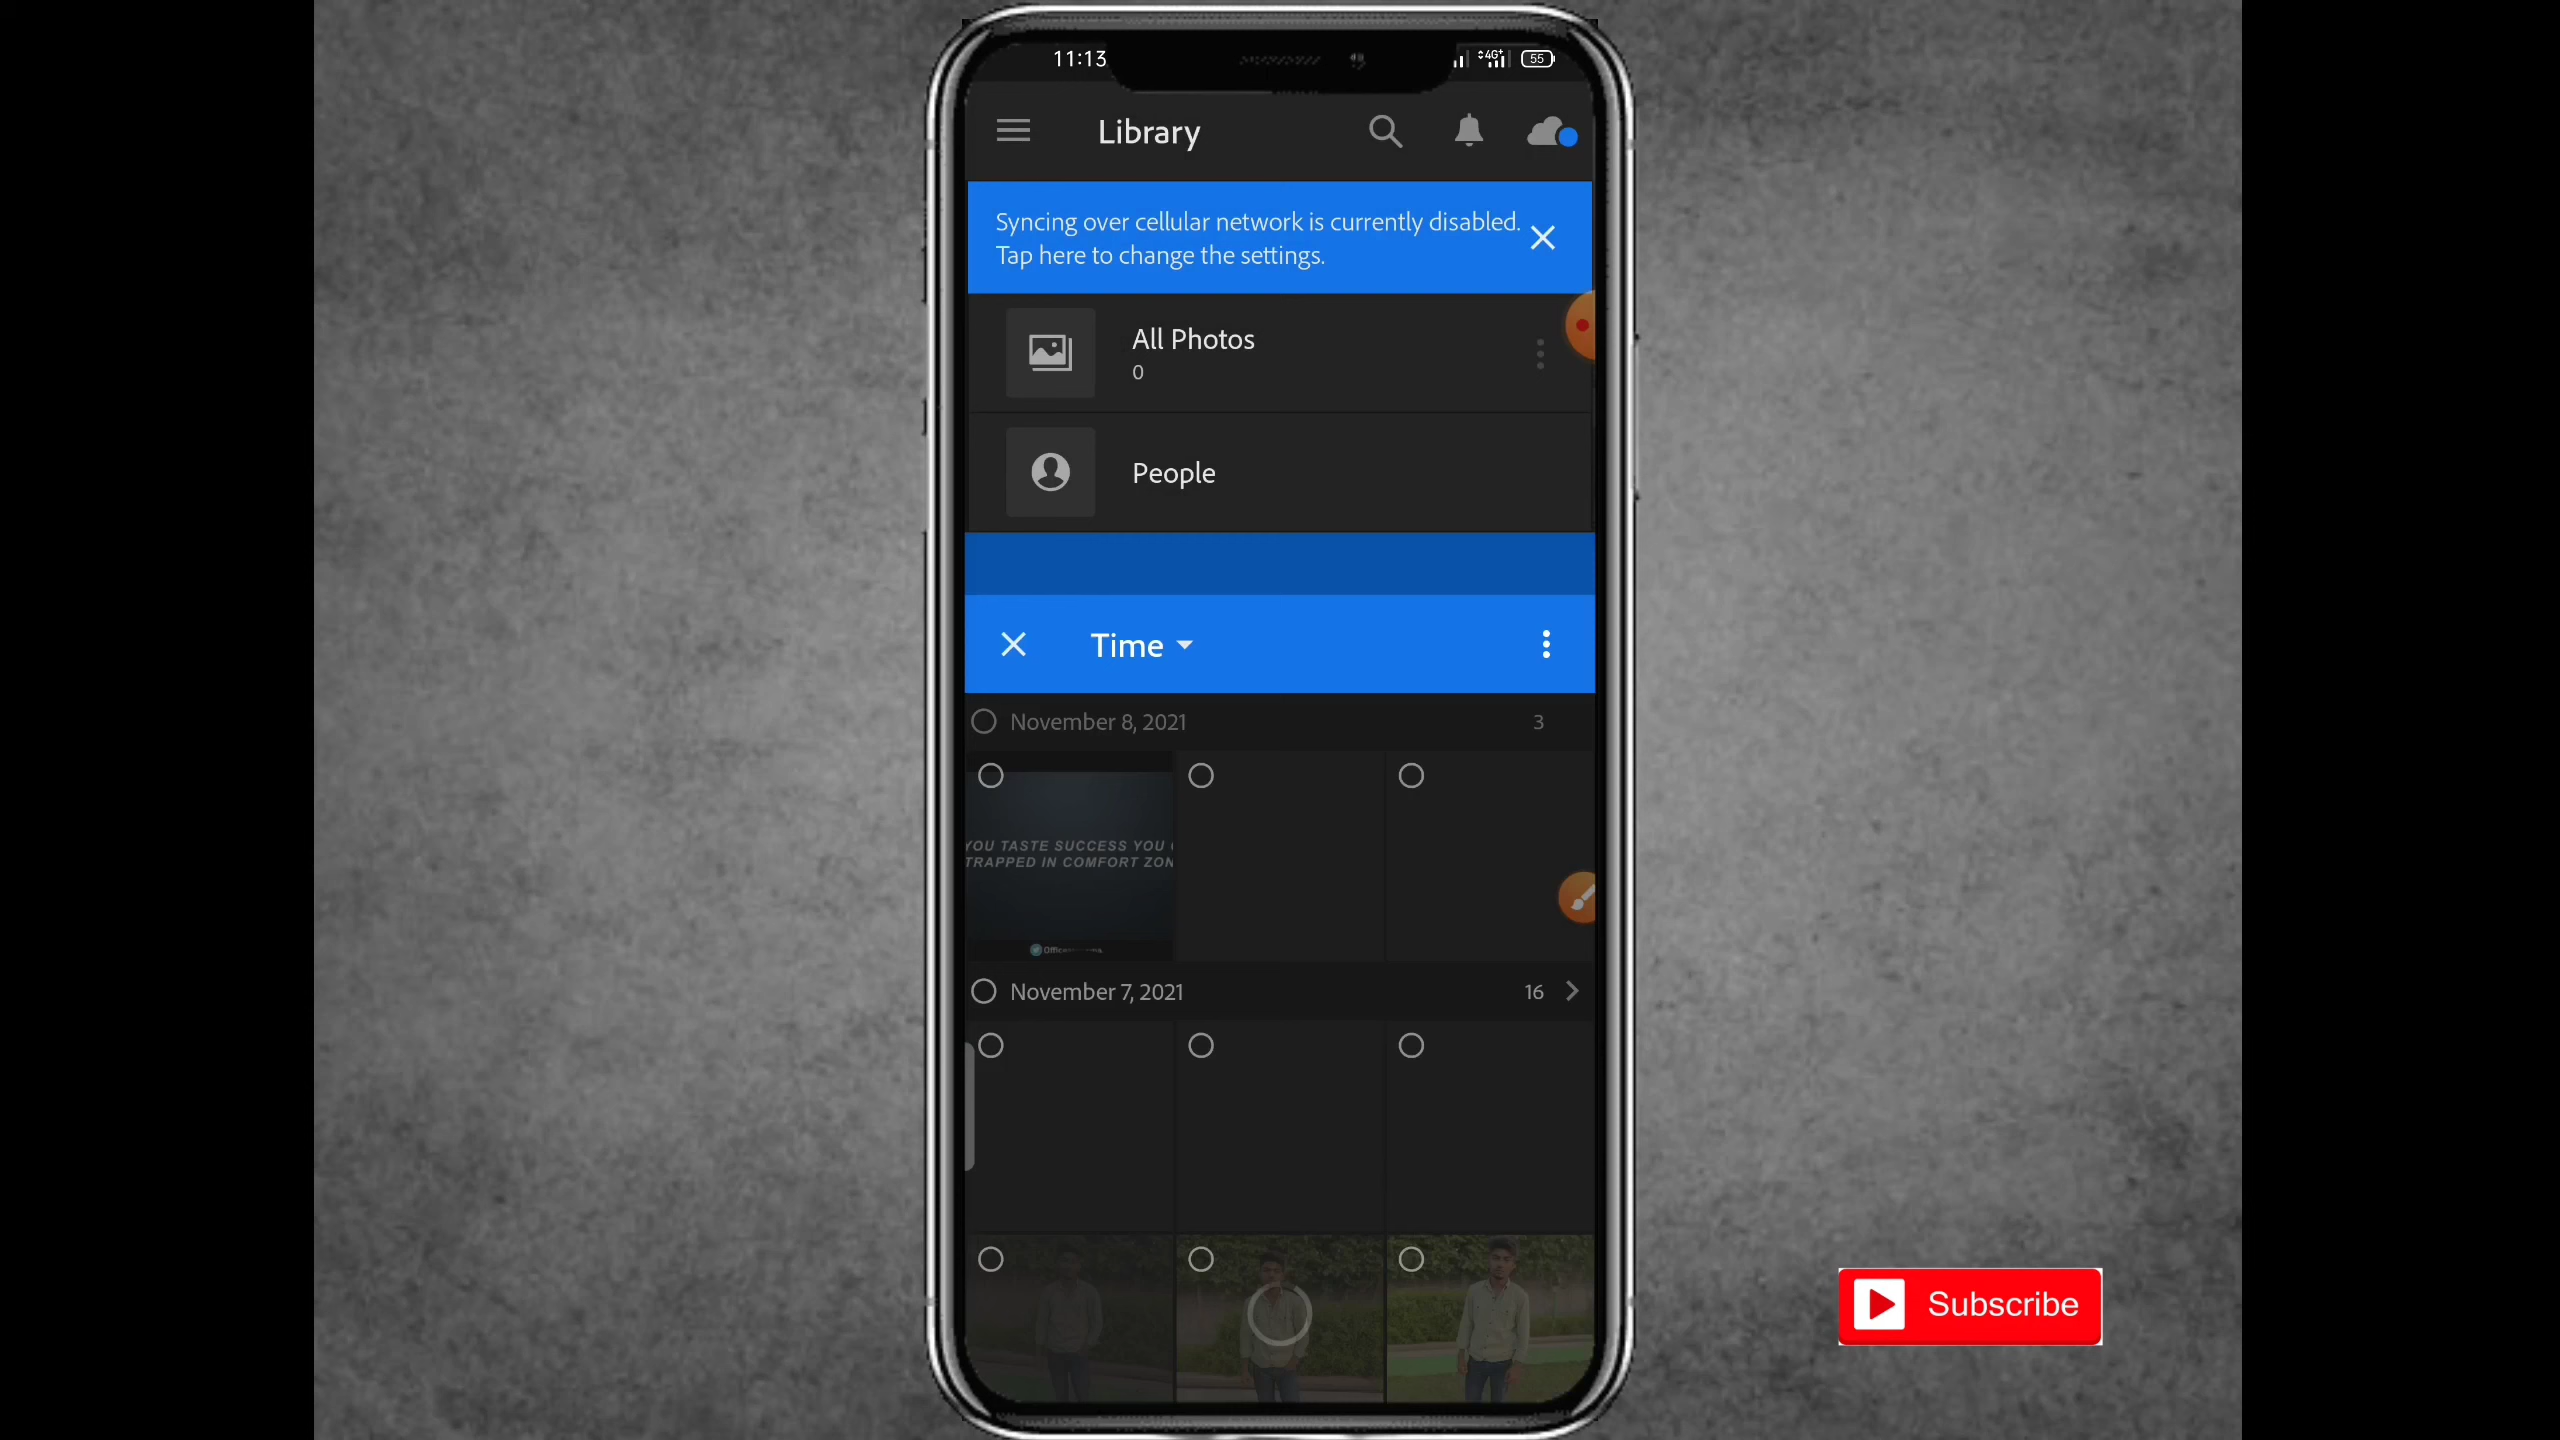 11:13
4G+
55
Library
Syncing over cellular network is currently disabled.
Tap here to change the settings.
All Photos
0
People
Time
November 8, 2021
3
YOU TASTE SUCCESS YOU
TRAPPED IN COMFORT ZON
November 7, 2021
16
Subscribe